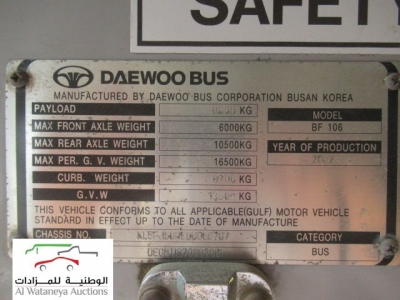 SAFETY
DAEWOO BUS
MANUFACTURED BY DAEWOO BUS CORPORATION BUSAN KOREA
PAYLOAD KG
MAX FRONT AXLE WEIGHT 6000KG
MAX REAR AXLE WEIGHT 10500KG
MAX PER. G. V. WEIGHT 16500KG
CURB. WEIGHT KG
G.V.W KG
MODEL
BF 106
YEAR OF PRODUCTION
THIS VEHICLE CONFORMS TO ALL APPLICABLE(GULF) MOTOR VEHICLE
STANDARD IN EFFECT UP TO THE DATE OF MANUFACTURE
CHASSIS NO.
CATEGORY
BUS
الوطنية للمزادات
Al Wataneya Auctions